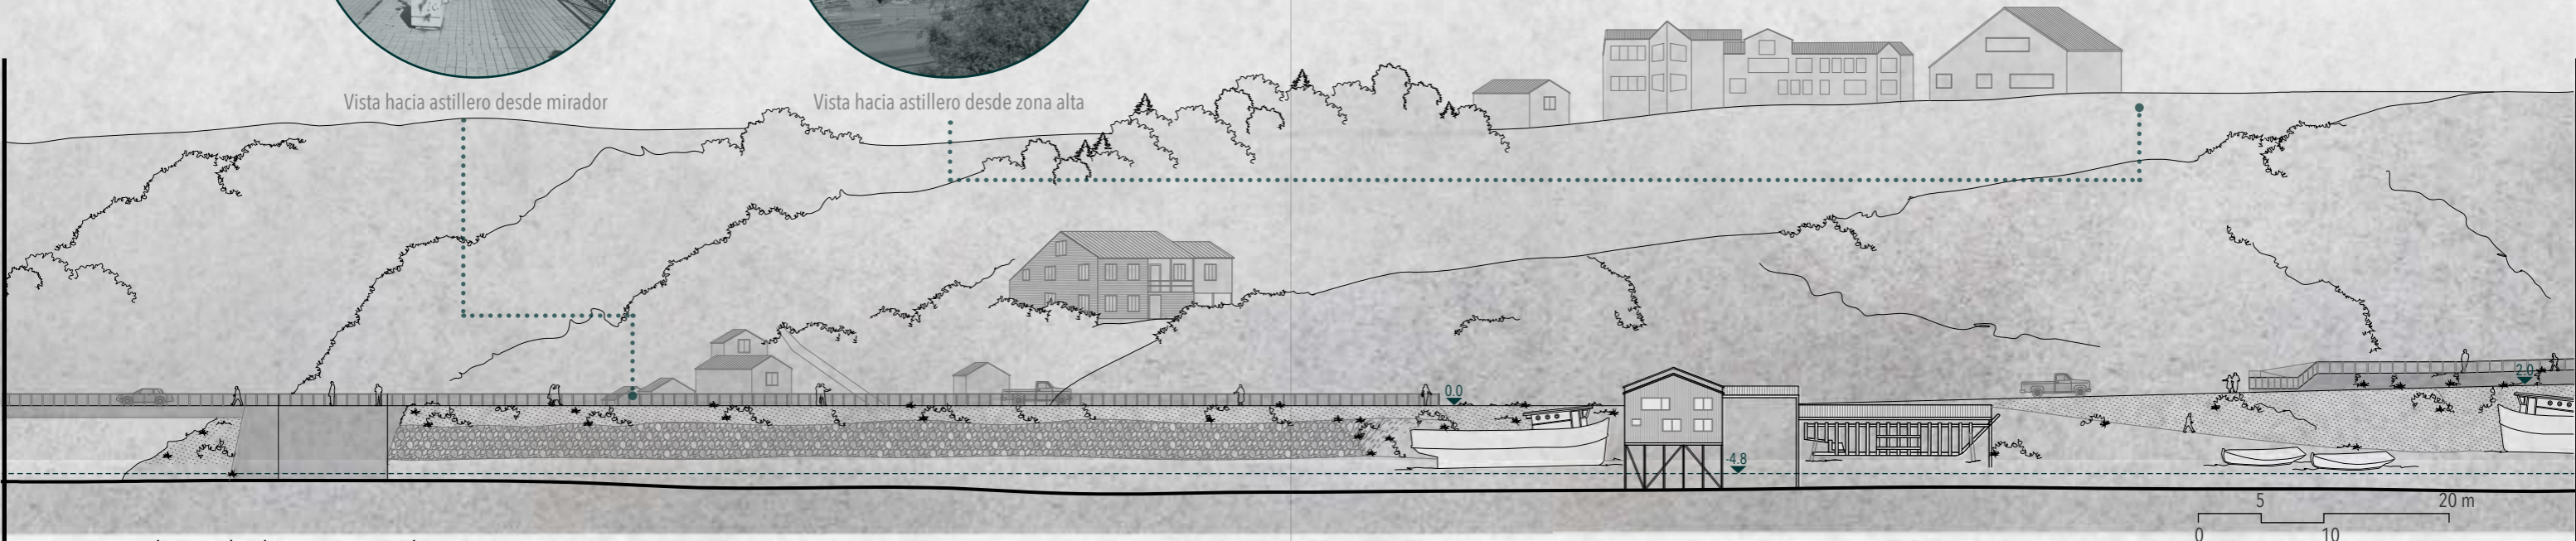 Vista hacia astillero desde mirador
Vista hacia astillero desde zona alta
0.0
2.0
-4.8
5
20 m
0
10